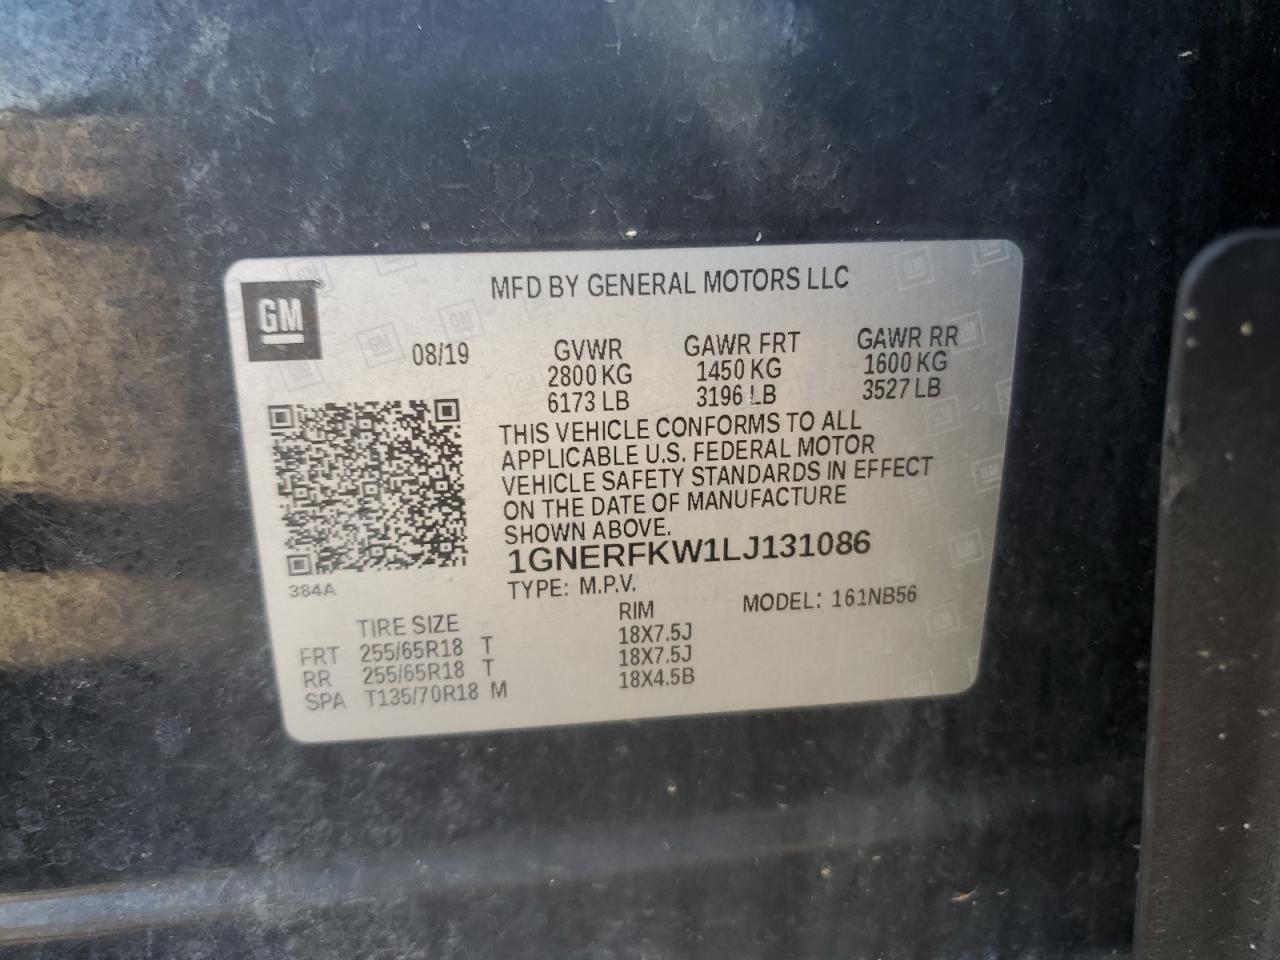 GM
MFD BY GENERAL MOTORS LLC
08/19
GVWR GAWR FRT GAWR RR
2800 KG 1450 KG 1600 KG
6173 LB 3196 LB 3527 LB
THIS VEHICLE CONFORMS TO ALL
APPLICABLE U.S. FEDERAL MOTOR
VEHICLE SAFETY STANDARDS IN EFFECT
ON THE DATE OF MANUFACTURE
SHOWN ABOVE.
1GNERFKW1LJ131086
384A
TYPE: M.P.V. MODEL: 161NB56
TIRE SIZE RIM
FRT 255/65R18 T 18X7.5J
RR 255/65R18 T 18X7.5J
SPA T135/70R18 M 18X4.5B